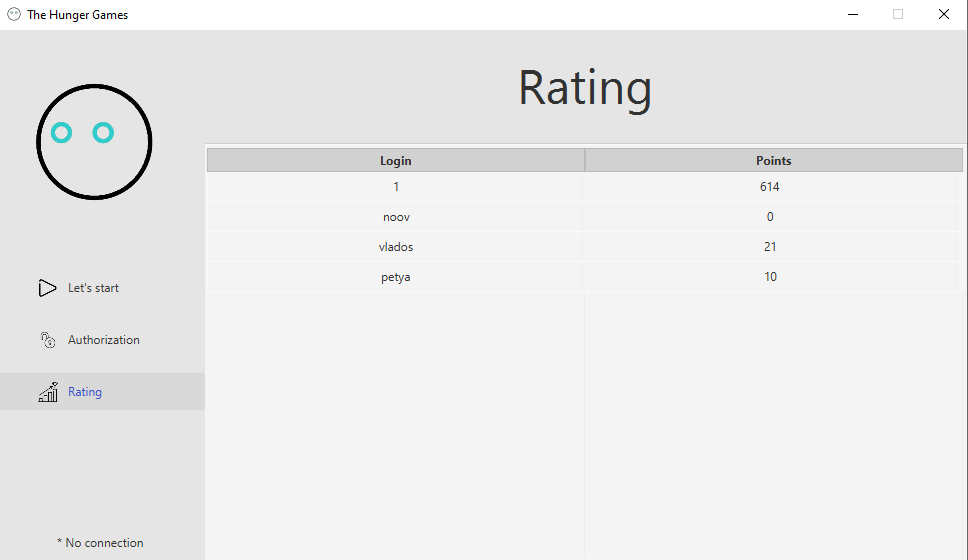 The Hunger Games
Rating
Login Points
1 614
noov 0
vlados 21
petya 10
Let's start
Authorization
Rating
* No connection